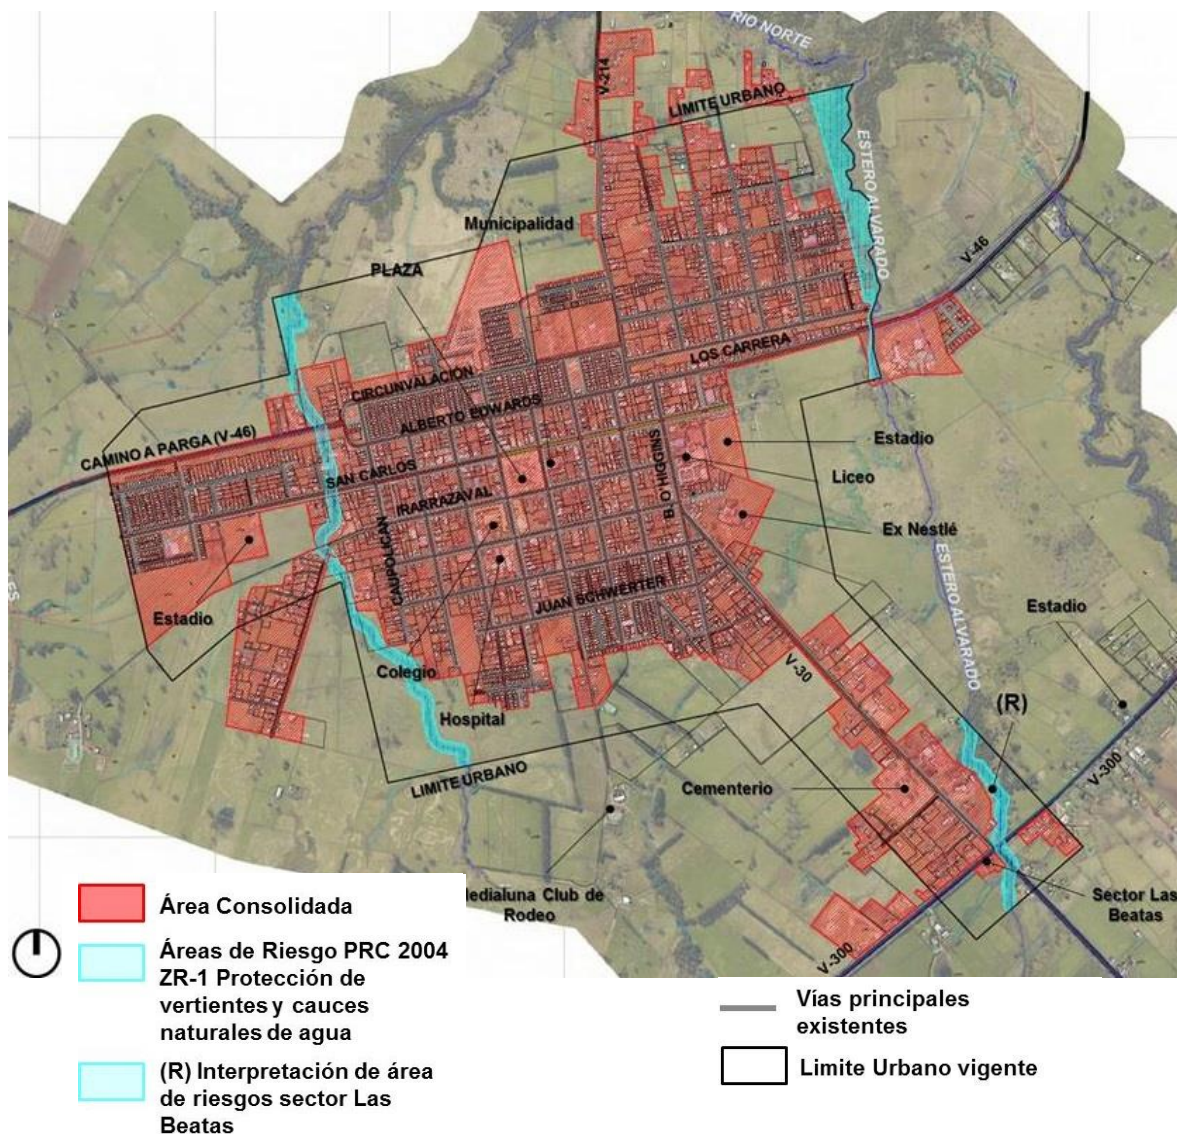 RIO NORTE
V-214
LIMITE URBANO
ESTERO ALVARADO
V-46
Municipalidad
PLAZA
LOS CARRERA
CIRCUNVALACIÓN
ALBERTO EDWARDS
CAMINO A PARGA (V-46)
SAN CARLOS
IRARRAZAVAL
B. O HIGGINS
Estadio
Liceo
Ex Nestlé
CAUPOLICAN
JUAN SCHWERTER
ESTERO ALVARADO
Estadio
Estadio
V-30
Colegio
(R)
Hospital
LIMITE URBANO
Cementerio
V-300
Medialuna Club de
Rodeo
Sector Las
Beatas
V-300
Área Consolidada
Áreas de Riesgo PRC 2004
ZR-1 Protección de
vertientes y cauces
naturales de agua
(R) Interpretación de área
de riesgos sector Las
Beatas
Vías principales
existentes
Limite Urbano vigente